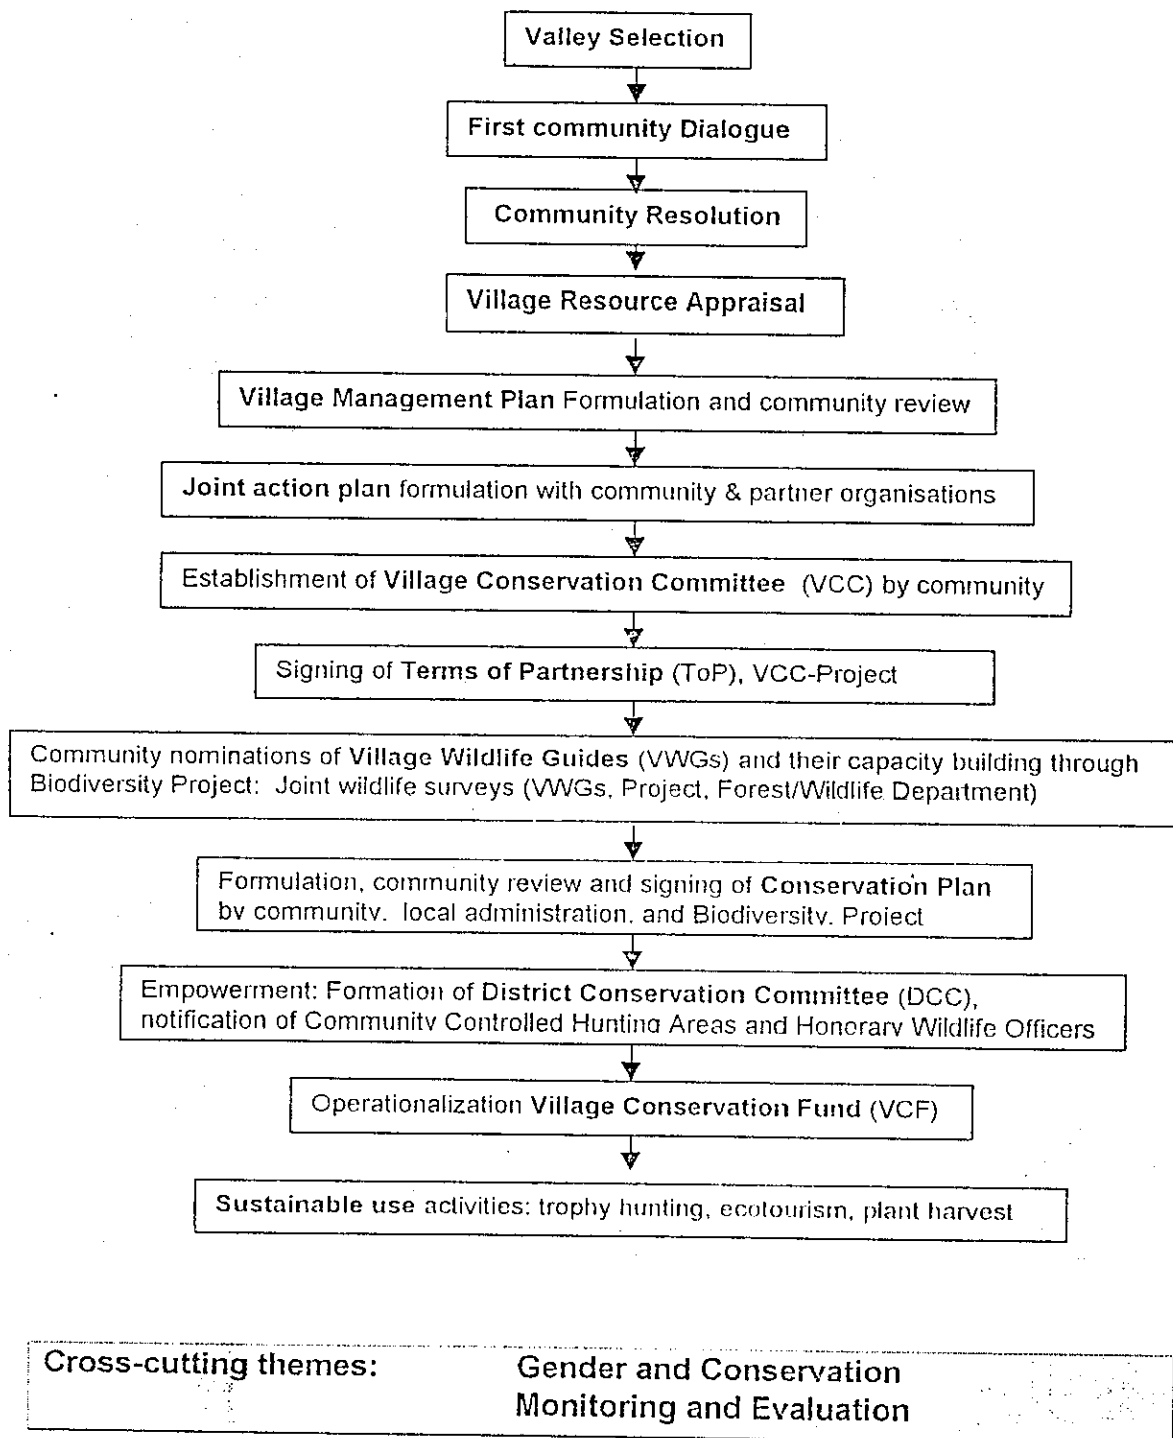 Valley Selection
First community Dialogue
Community Resolution
Village Resource Appraisal
Village Management Plan Formulation and community review
Joint action plan formulation with community & partner organisations
Establishment of Village Conservation Committee (VCC) by community
Signing of Terms of Partnership (ToP), VCC-Project
Community nominations of Village Wildlife Guides (VWGs) and their capacity building through
Biodiversity Project: Joint wildlife surveys (VWGs, Project, Forest/Wildlife Department)
Formulation, community review and signing of Conservation Plan
by community, local administration, and Biodiversity. Project
Empowerment: Formation of District Conservation Committee (DCC),
notification of Community Controlled Hunting Areas and Honorary Wildlife Officers
Operationalization Village Conservation Fund (VCF)
Sustainable use activities: trophy hunting, ecotourism, plant harvest
Cross-cutting themes: Gender and Conservation
Monitoring and Evaluation